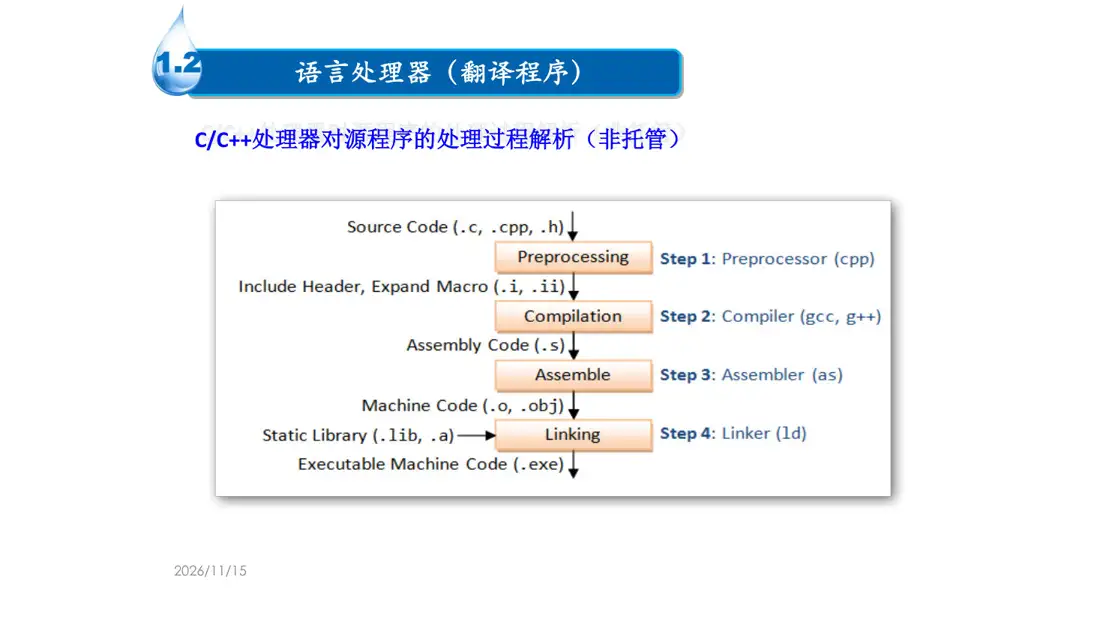 1.2
语言处理器（翻译程序）
C/C++处理器对源程序的处理过程解析（非托管）
Source Code (.c, .cpp, .h)
Preprocessing
Step 1: Preprocessor (cpp)
Include Header, Expand Macro (.i, .ii)
Compilation
Step 2: Compiler (gcc, g++)
Assembly Code (.s)
Assemble
Step 3: Assembler (as)
Machine Code (.o, .obj)
Static Library (.lib, .a)
Linking
Step 4: Linker (ld)
Executable Machine Code (.exe)
2026/11/15